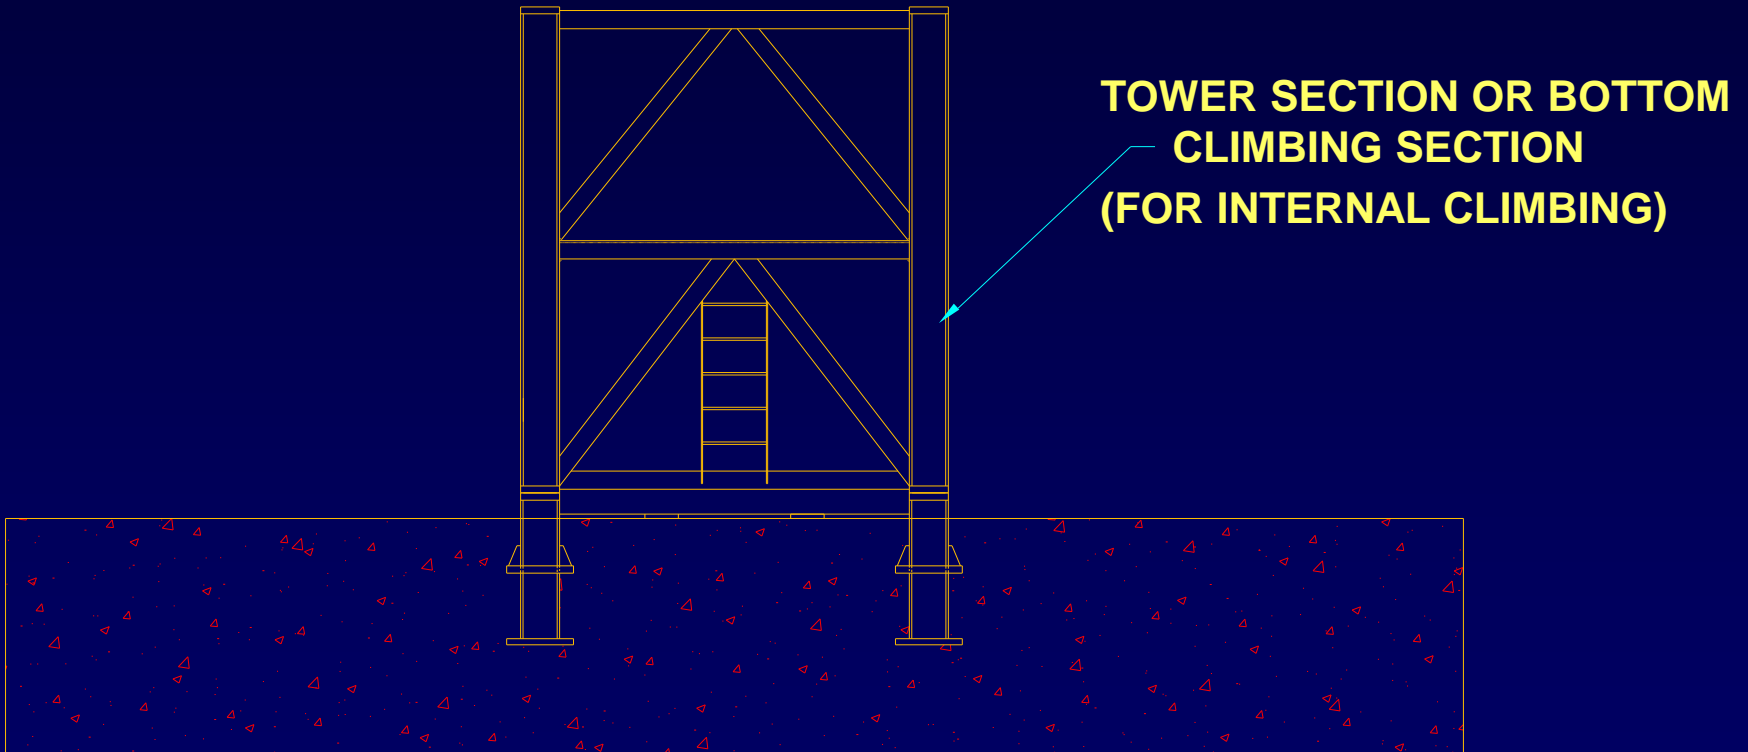 TOWER SECTION OR BOTTOM
CLIMBING SECTION
(FOR INTERNAL CLIMBING)